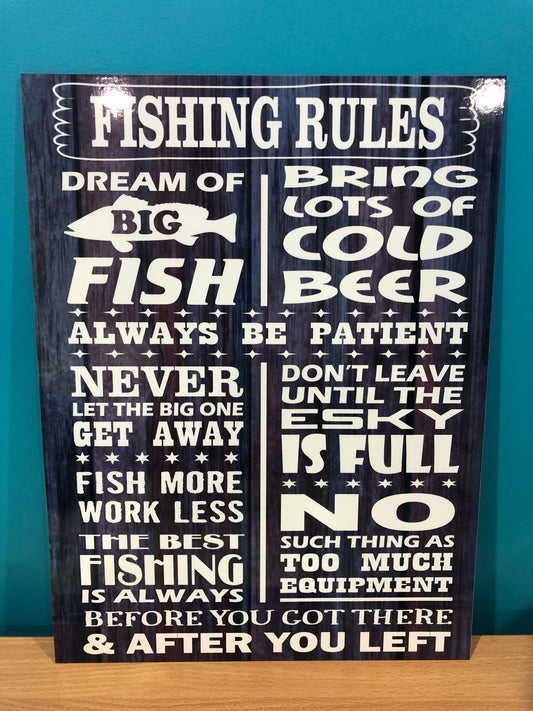 FISHING RULES
DREAM OF
BIG
FISH
BRING
LOTS OF
COLD
BEER
ALWAYS BE PATIENT
NEVER
LET THE BIG ONE
GET AWAY
FISH MORE
WORK LESS
DON'T LEAVE
UNTIL THE
ESKY
IS FULL
NO
SUCH THING AS
TOO MUCH
EQUIPMENT
THE BEST
FISHING
IS ALWAYS
BEFORE YOU GOT THERE
& AFTER YOU LEFT